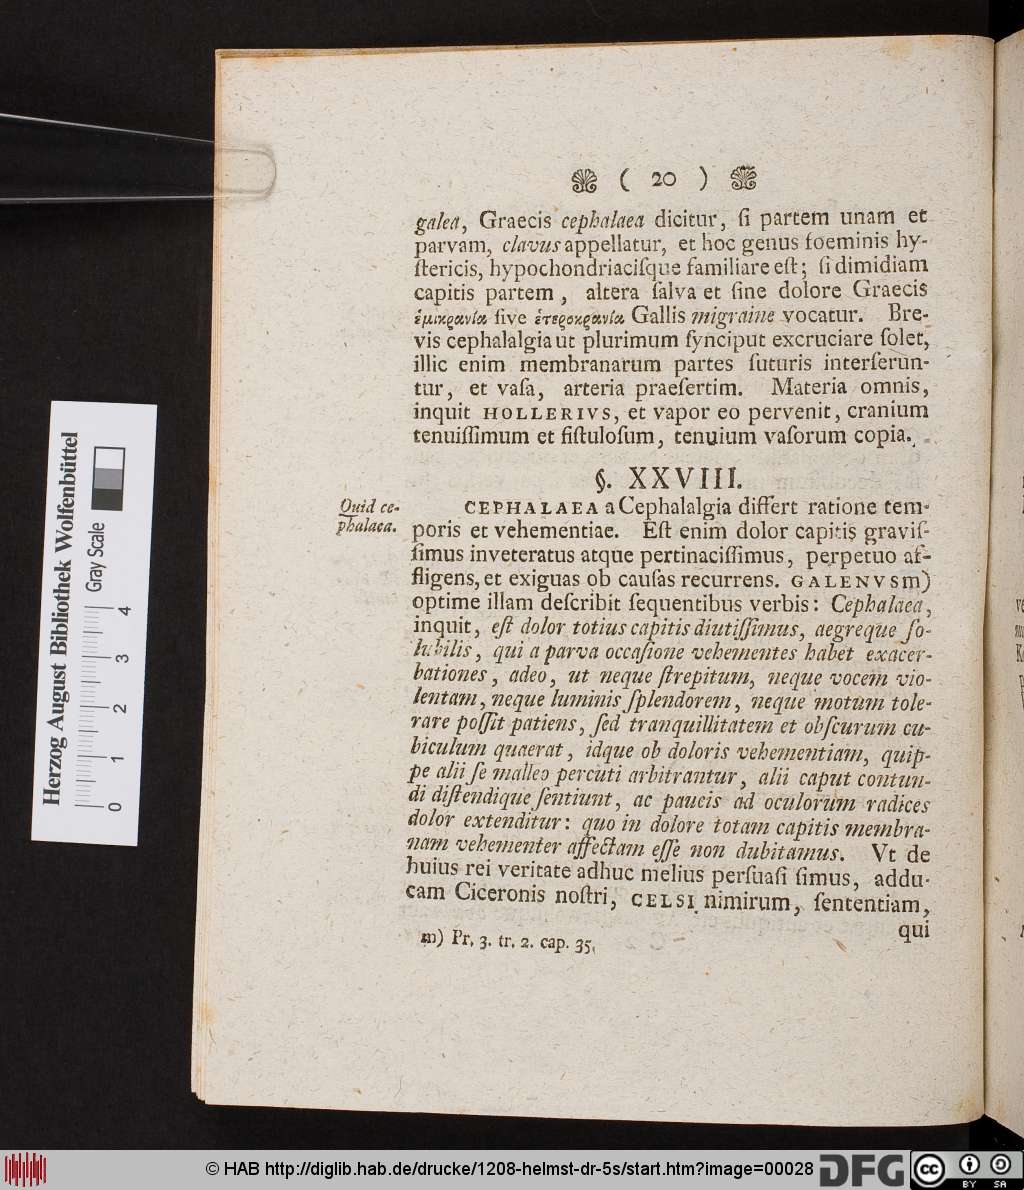 ( 20 )
galea, Graecis cephalaea dicitur, ſi partem unam et
parvam, clavus appellatur, et hoc genus foeminis hy-
ſtericis, hypochondriacisque familiare eſt; ſi dimidiam
capitis partem, altera ſalva et ſine dolore Graecis
ἡμικρανία ſive ἑτεροκρανία Gallis migraine vocatur. Bre-
vis cephalalgia ut plurimum ſynciput excruciare ſolet,
illic enim membranarum partes ſuturis interſerun-
tur, et vaſa, arteria praeſertim. Materia omnis,
inquit HOLLERIVS, et vapor eo pervenit, cranium
tenuiſſimum et fiſtuloſum, tenuium vaſorum copia.
§. XXVIII.
Quid ce-
phalaea.
CEPHALAEA a Cephalalgia differt ratione tem-
poris et vehementiae. Eſt enim dolor capitis graviſ-
ſimus inveteratus atque pertinaciſſimus, perpetuo af-
fligens, et exiguas ob cauſas recurrens. GALENVS m)
optime illam deſcribit ſequentibus verbis: Cephalaea,
inquit, eſt dolor totius capitis diutiſſimus, aegreque ſo-
lubilis, qui a parva occaſione vehementes habet exacer-
bationes, adeo, ut neque ſtrepitum, neque vocem vio-
lentam, neque luminis ſplendorem, neque motum tole-
rare poſſit patiens, ſed tranquillitatem et obſcurum cu-
biculum quaerat, idque ob doloris vehementiam, quip-
pe alii ſe malleo percuti arbitrantur, alii caput contun-
di diſtendique ſentiunt, ac paucis ad oculorum radices
dolor extenditur: quo in dolore totam capitis membra-
nam vehementer affectam eſſe non dubitamus. Vt de
huius rei veritate adhuc melius perſuaſi ſimus, addu-
cam Ciceronis noſtri, CELSI nimirum, ſententiam,
qui
m) Pr. 3. tr. 2. cap. 35.
Herzog August Bibliothek Wolfenbüttel
Gray Scale
0 1 2 3 4
© HAB http://diglib.hab.de/drucke/1208-helmst-dr-5s/start.htm?image=00028
DFG
cc BY SA